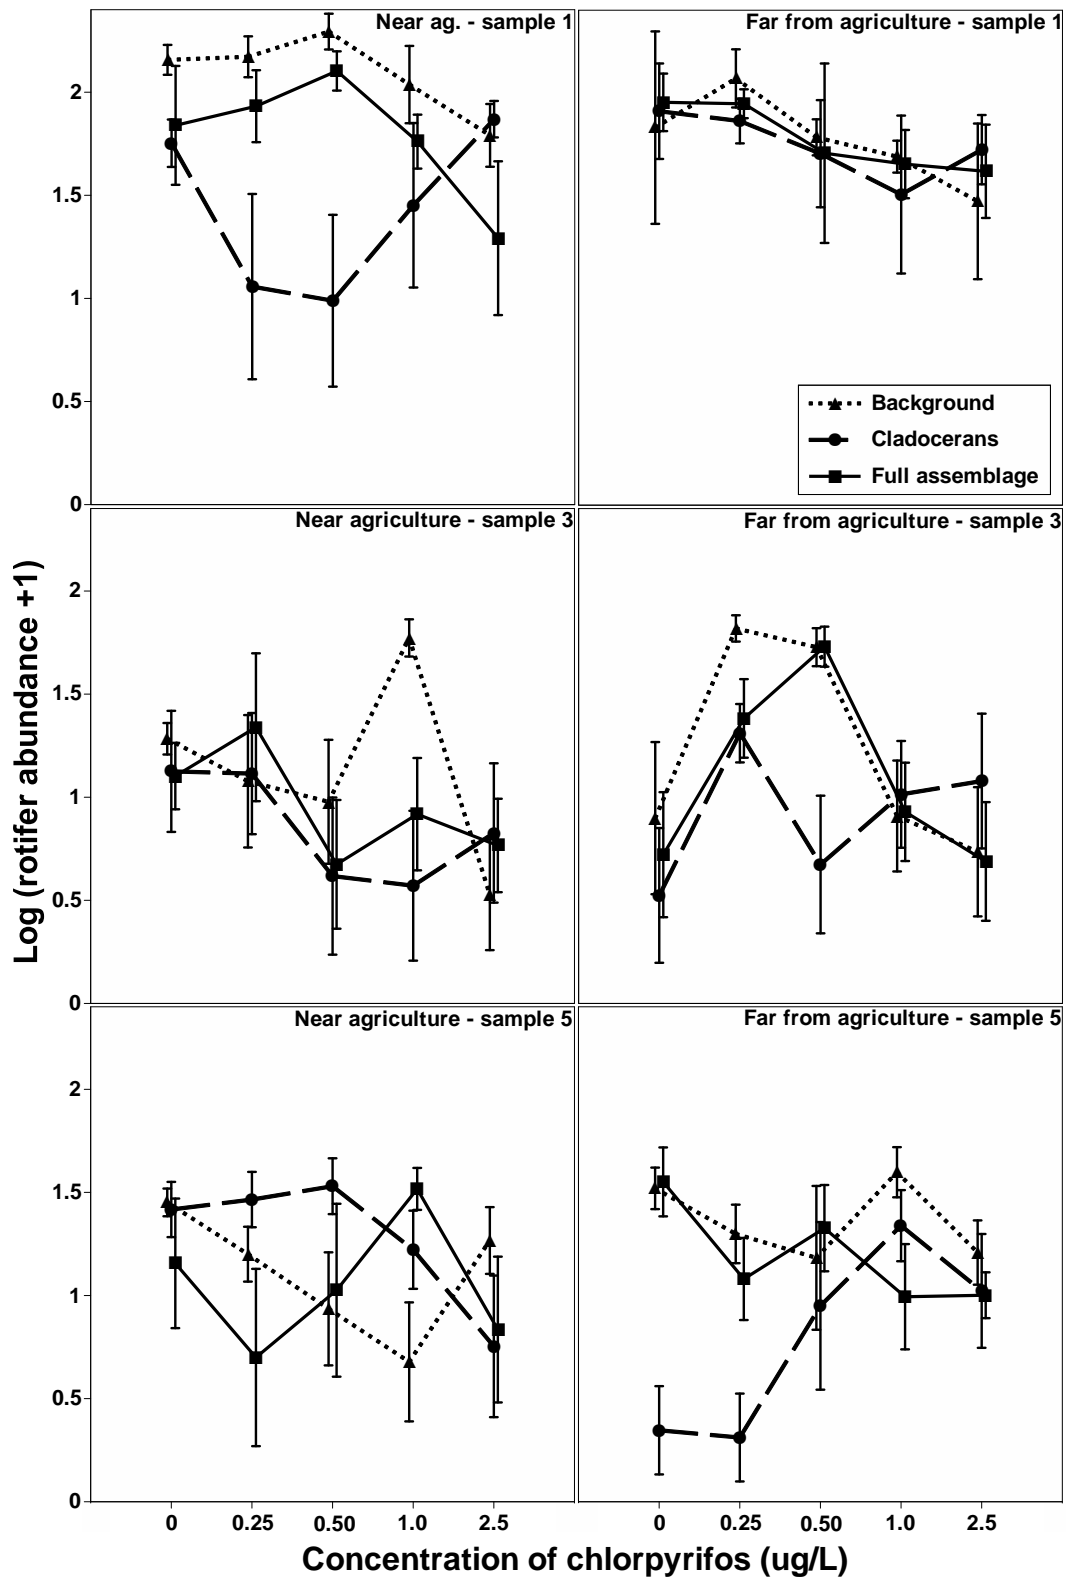 Near ag. - sample 1
Far from agriculture - sample 1
2
1.5
1
0.5
0
Background
Cladocerans
Full assemblage
Near agriculture - sample 3
Far from agriculture - sample 3
2
1.5
1
0.5
0
Log (rotifer abundance +1)
Near agriculture - sample 5
Far from agriculture - sample 5
2
1.5
1
0.5
0
0 0.25 0.50 1.0 2.5 0 0.25 0.50 1.0 2.5
Concentration of chlorpyrifos (ug/L)